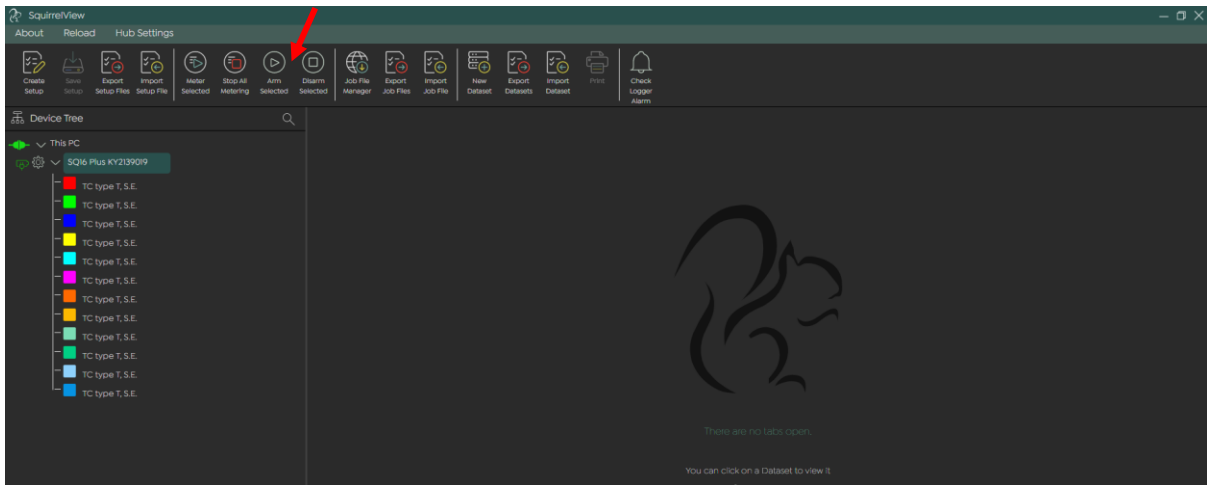 SquirrelView
About Reload Hub Settings
Create Setup
Save Setup
Export Setup Files
Import Setup File
Meter Selected
Stop All Metering
Arm Selected
Disarm Selected
Job File Manager
Export Job Files
Import Job File
New Dataset
Export Datasets
Import Dataset
Print
Check Logger Alarm
Device Tree
This PC
SQ16 Plus KY2139019
TC type T, S.E.
TC type T, S.E.
TC type T, S.E.
TC type T, S.E.
TC type T, S.E.
TC type T, S.E.
TC type T, S.E.
TC type T, S.E.
TC type T, S.E.
TC type T, S.E.
TC type T, S.E.
TC type T, S.E.
There are no tabs open.
You can click on a Dataset to view it